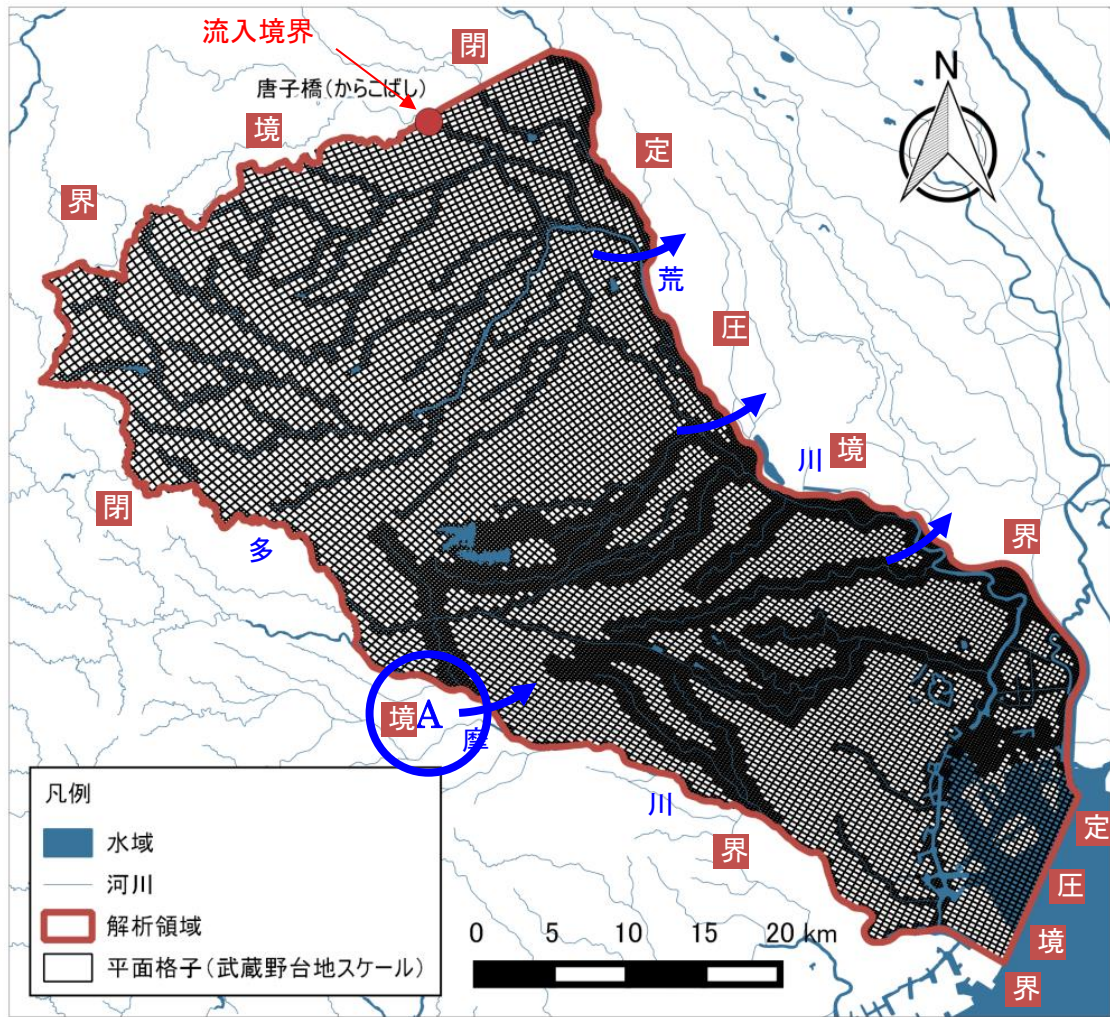 流入境界
唐子橋(からこばし)
閉
境
界
N
定
圧
境
界
荒
川
閉
境
界
多
摩
川
A
定
圧
境
界
凡例
水域
河川
解析領域
平面格子(武蔵野台地スケール)
0 5 10 15 20 km